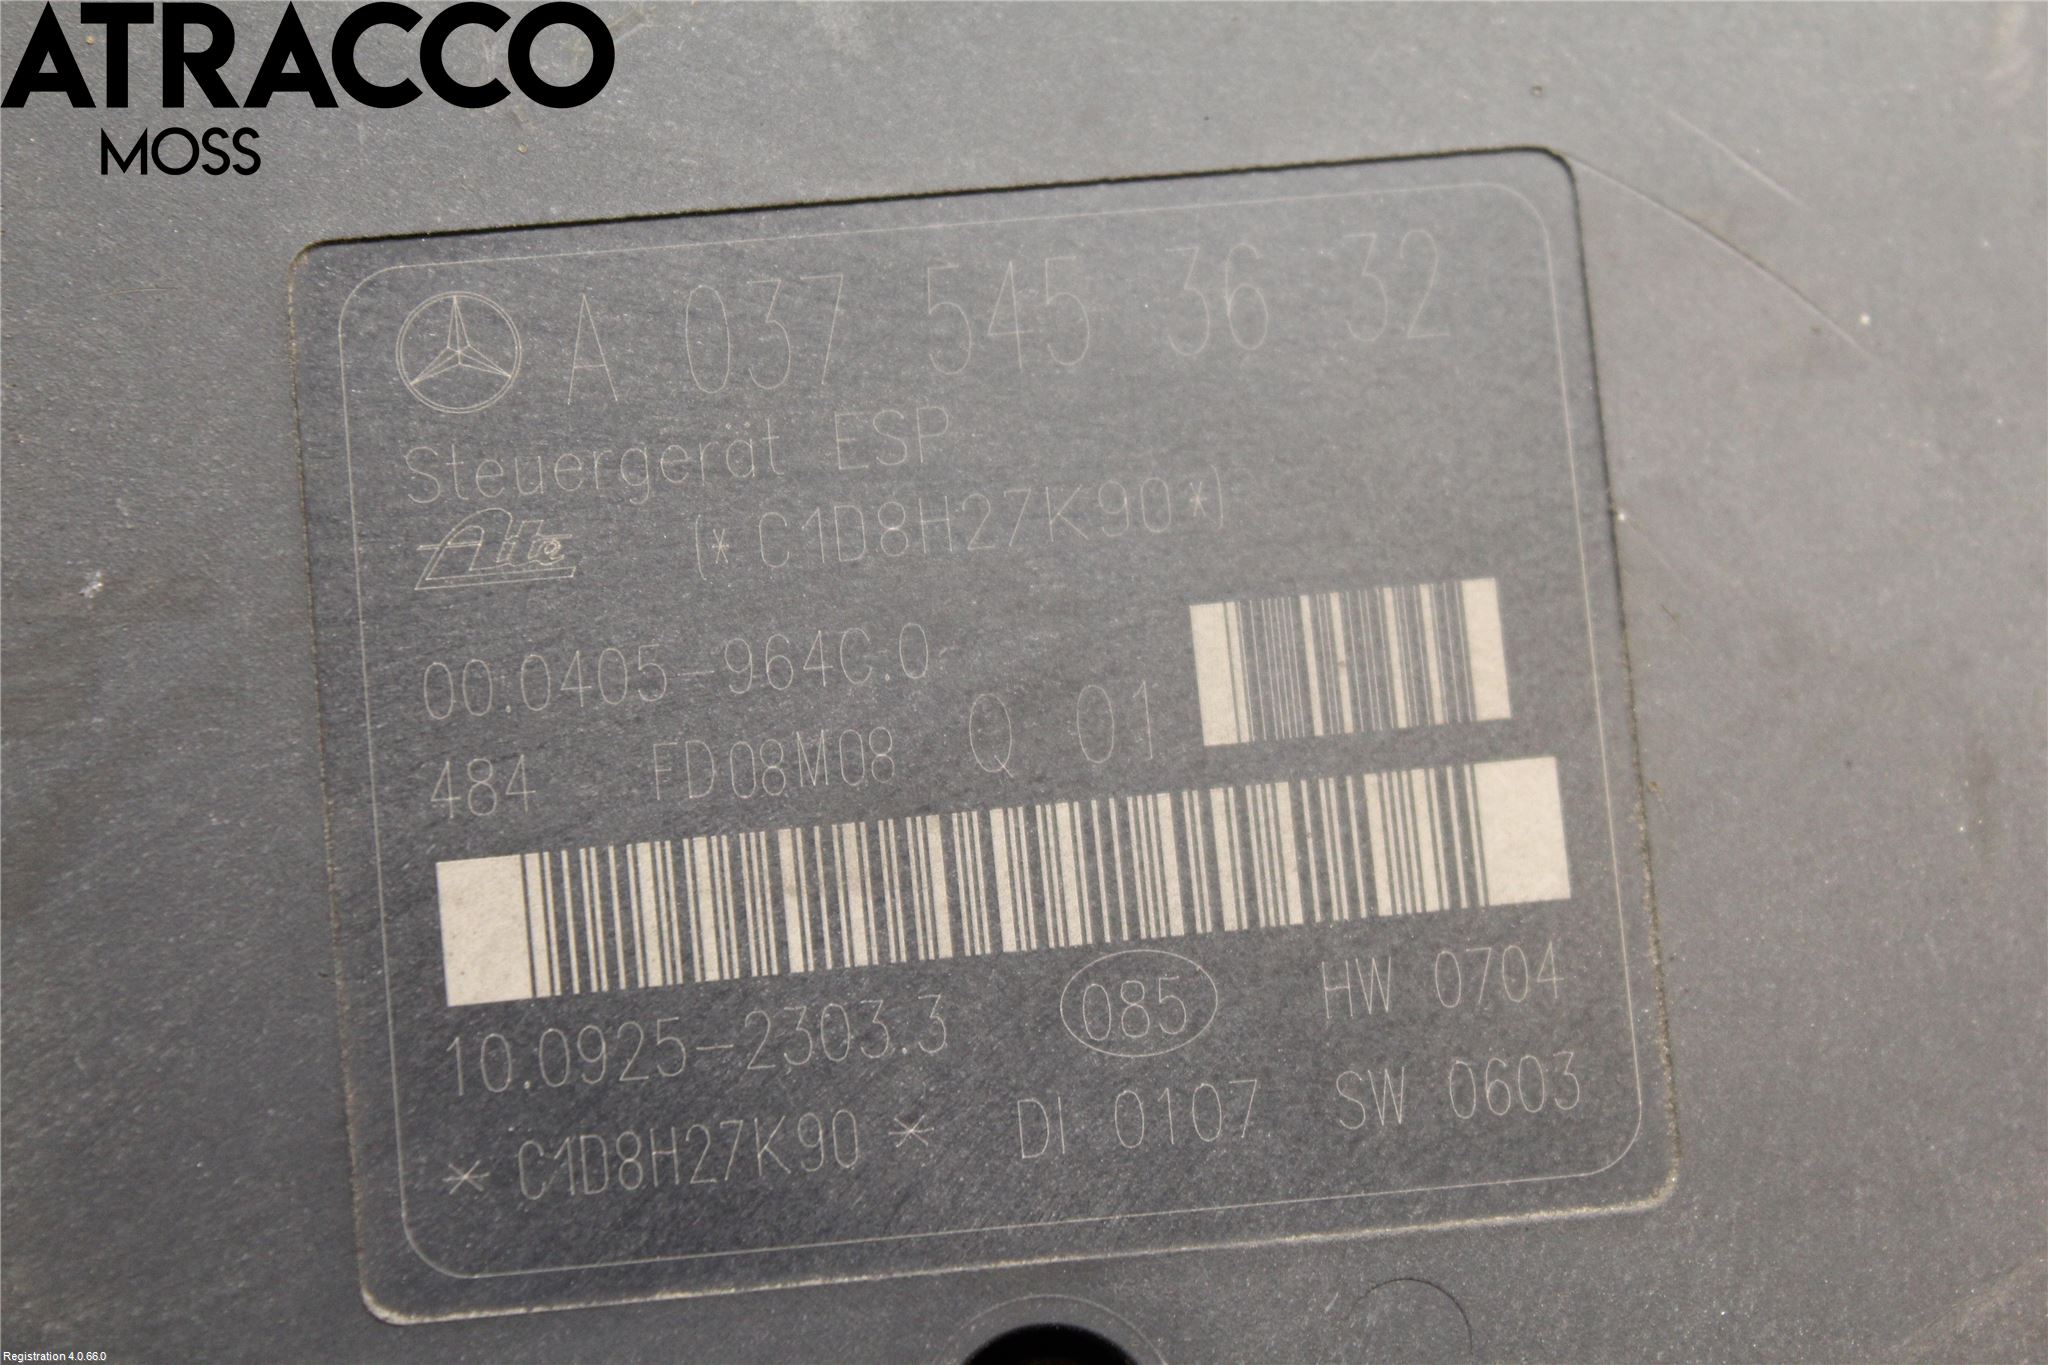 ATRACCO
MOSS
A 037 545 36 32
Steuergerät ESP
Ate (*C1D8H27K90*)
00.0405-964C.0
484 FD08M08 Q 01
10.0925-2303.3 085 HW 0704
*C1D8H27K90* DI 0107 SW 0603
Registration 4.0.66.0